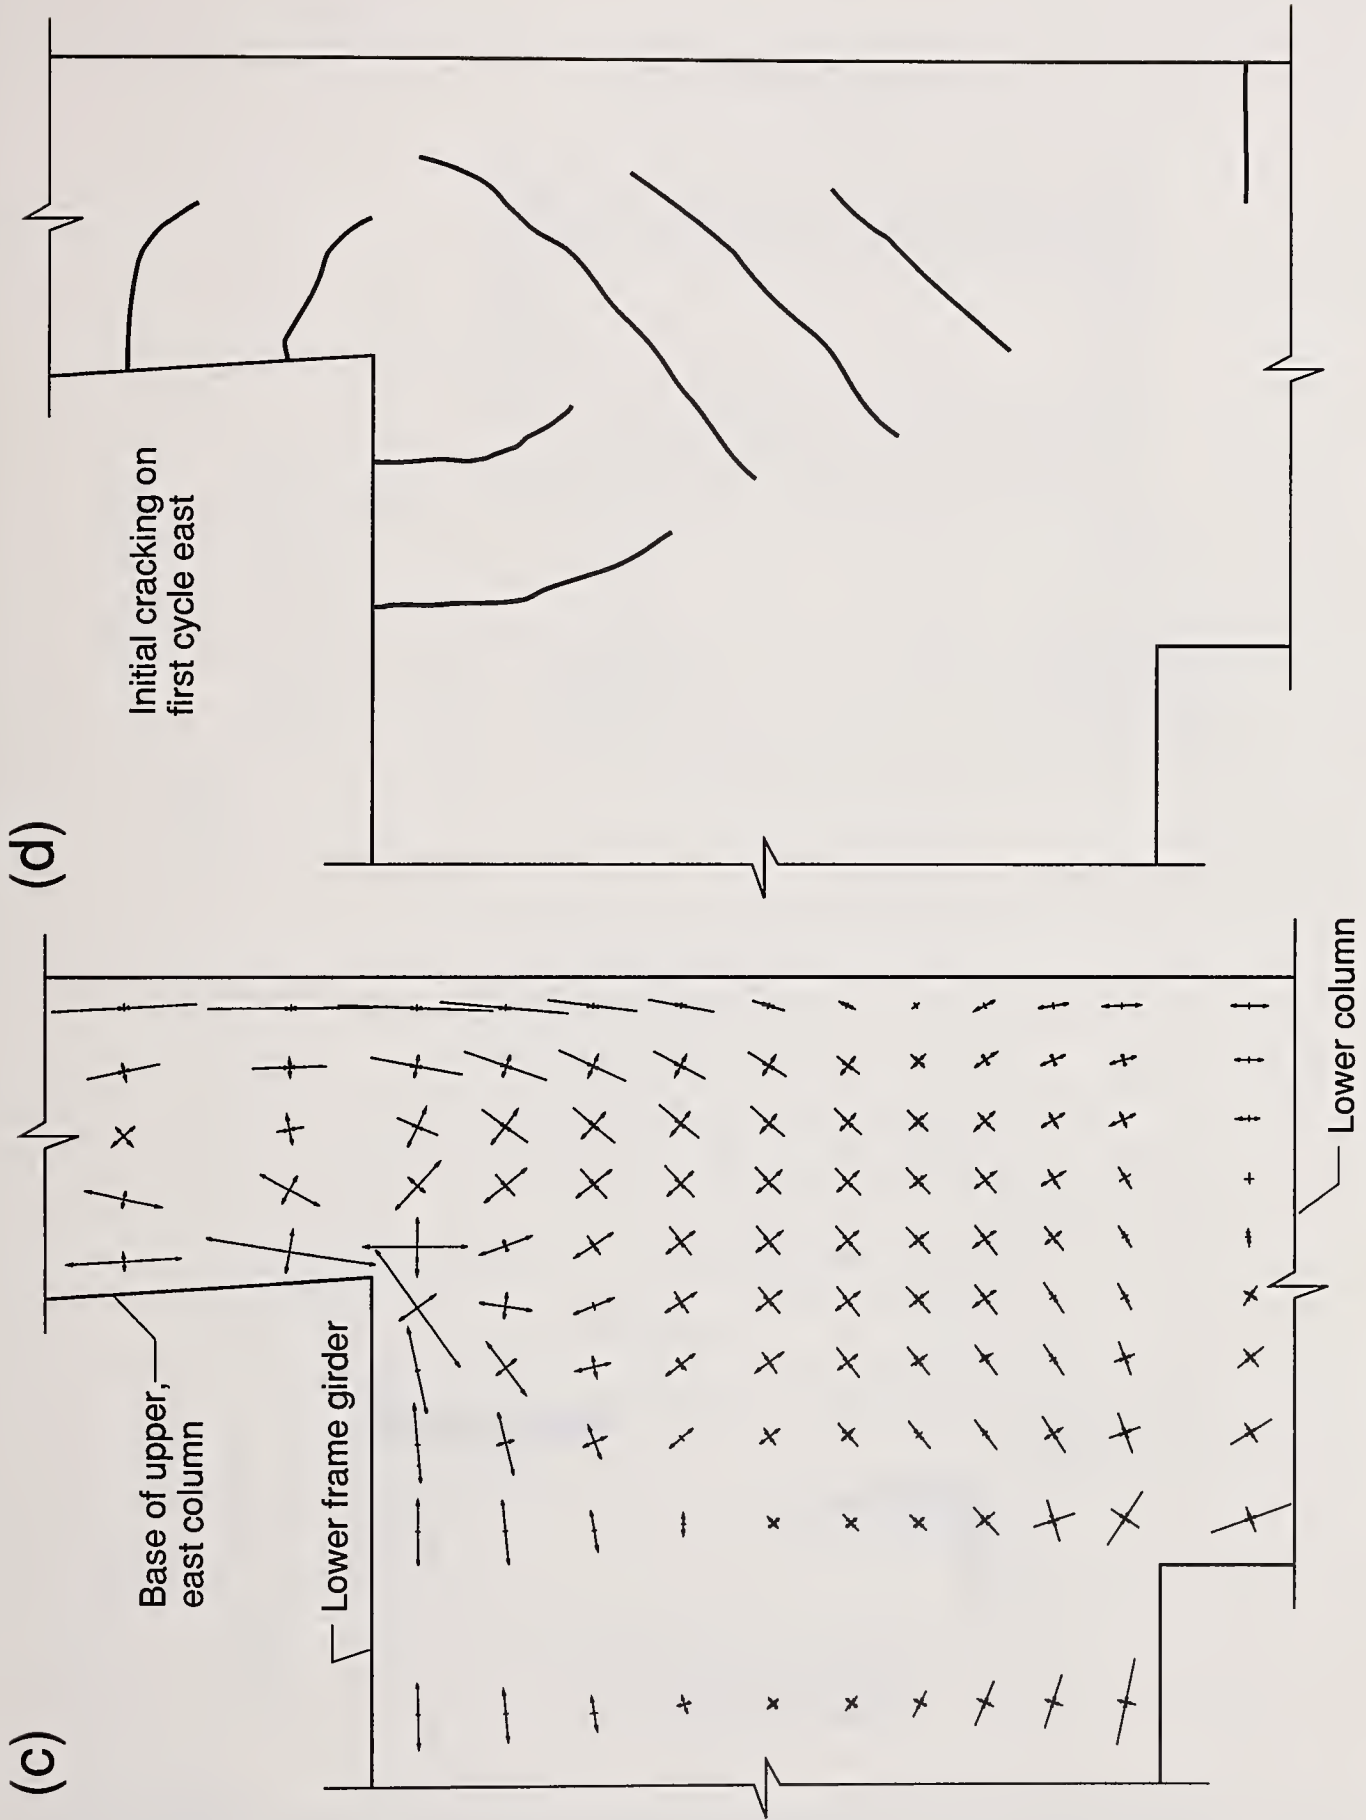 (c)
Base of upper,
east column
Lower frame girder
Lower column
(d)
Initial cracking on
first cycle east